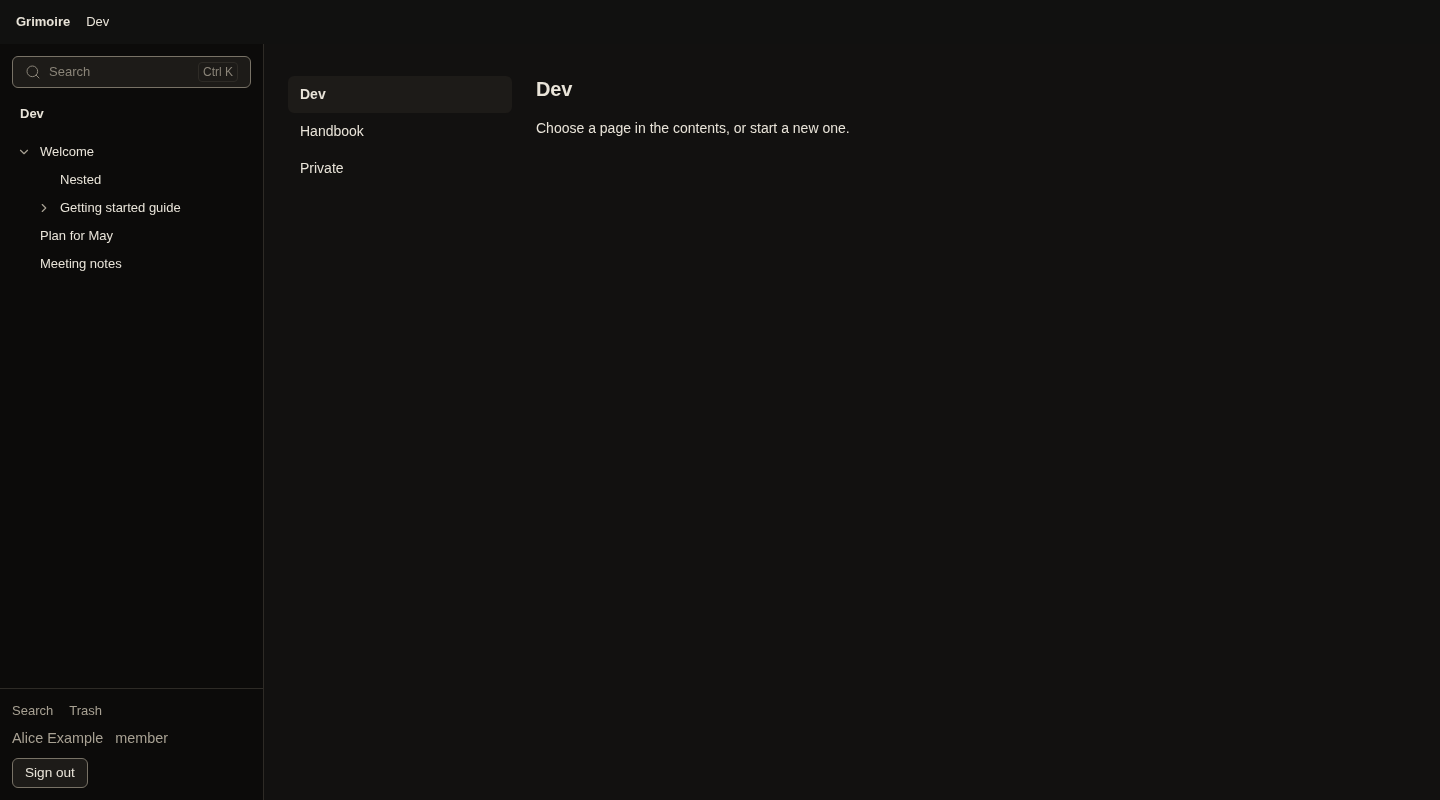 Grimoire Dev
Search Ctrl K
Dev
Welcome
Nested
Getting started guide
Plan for May
Meeting notes
Search Trash
Alice Example member
Sign out
Dev
Handbook
Private
Dev
Choose a page in the contents, or start a new one.